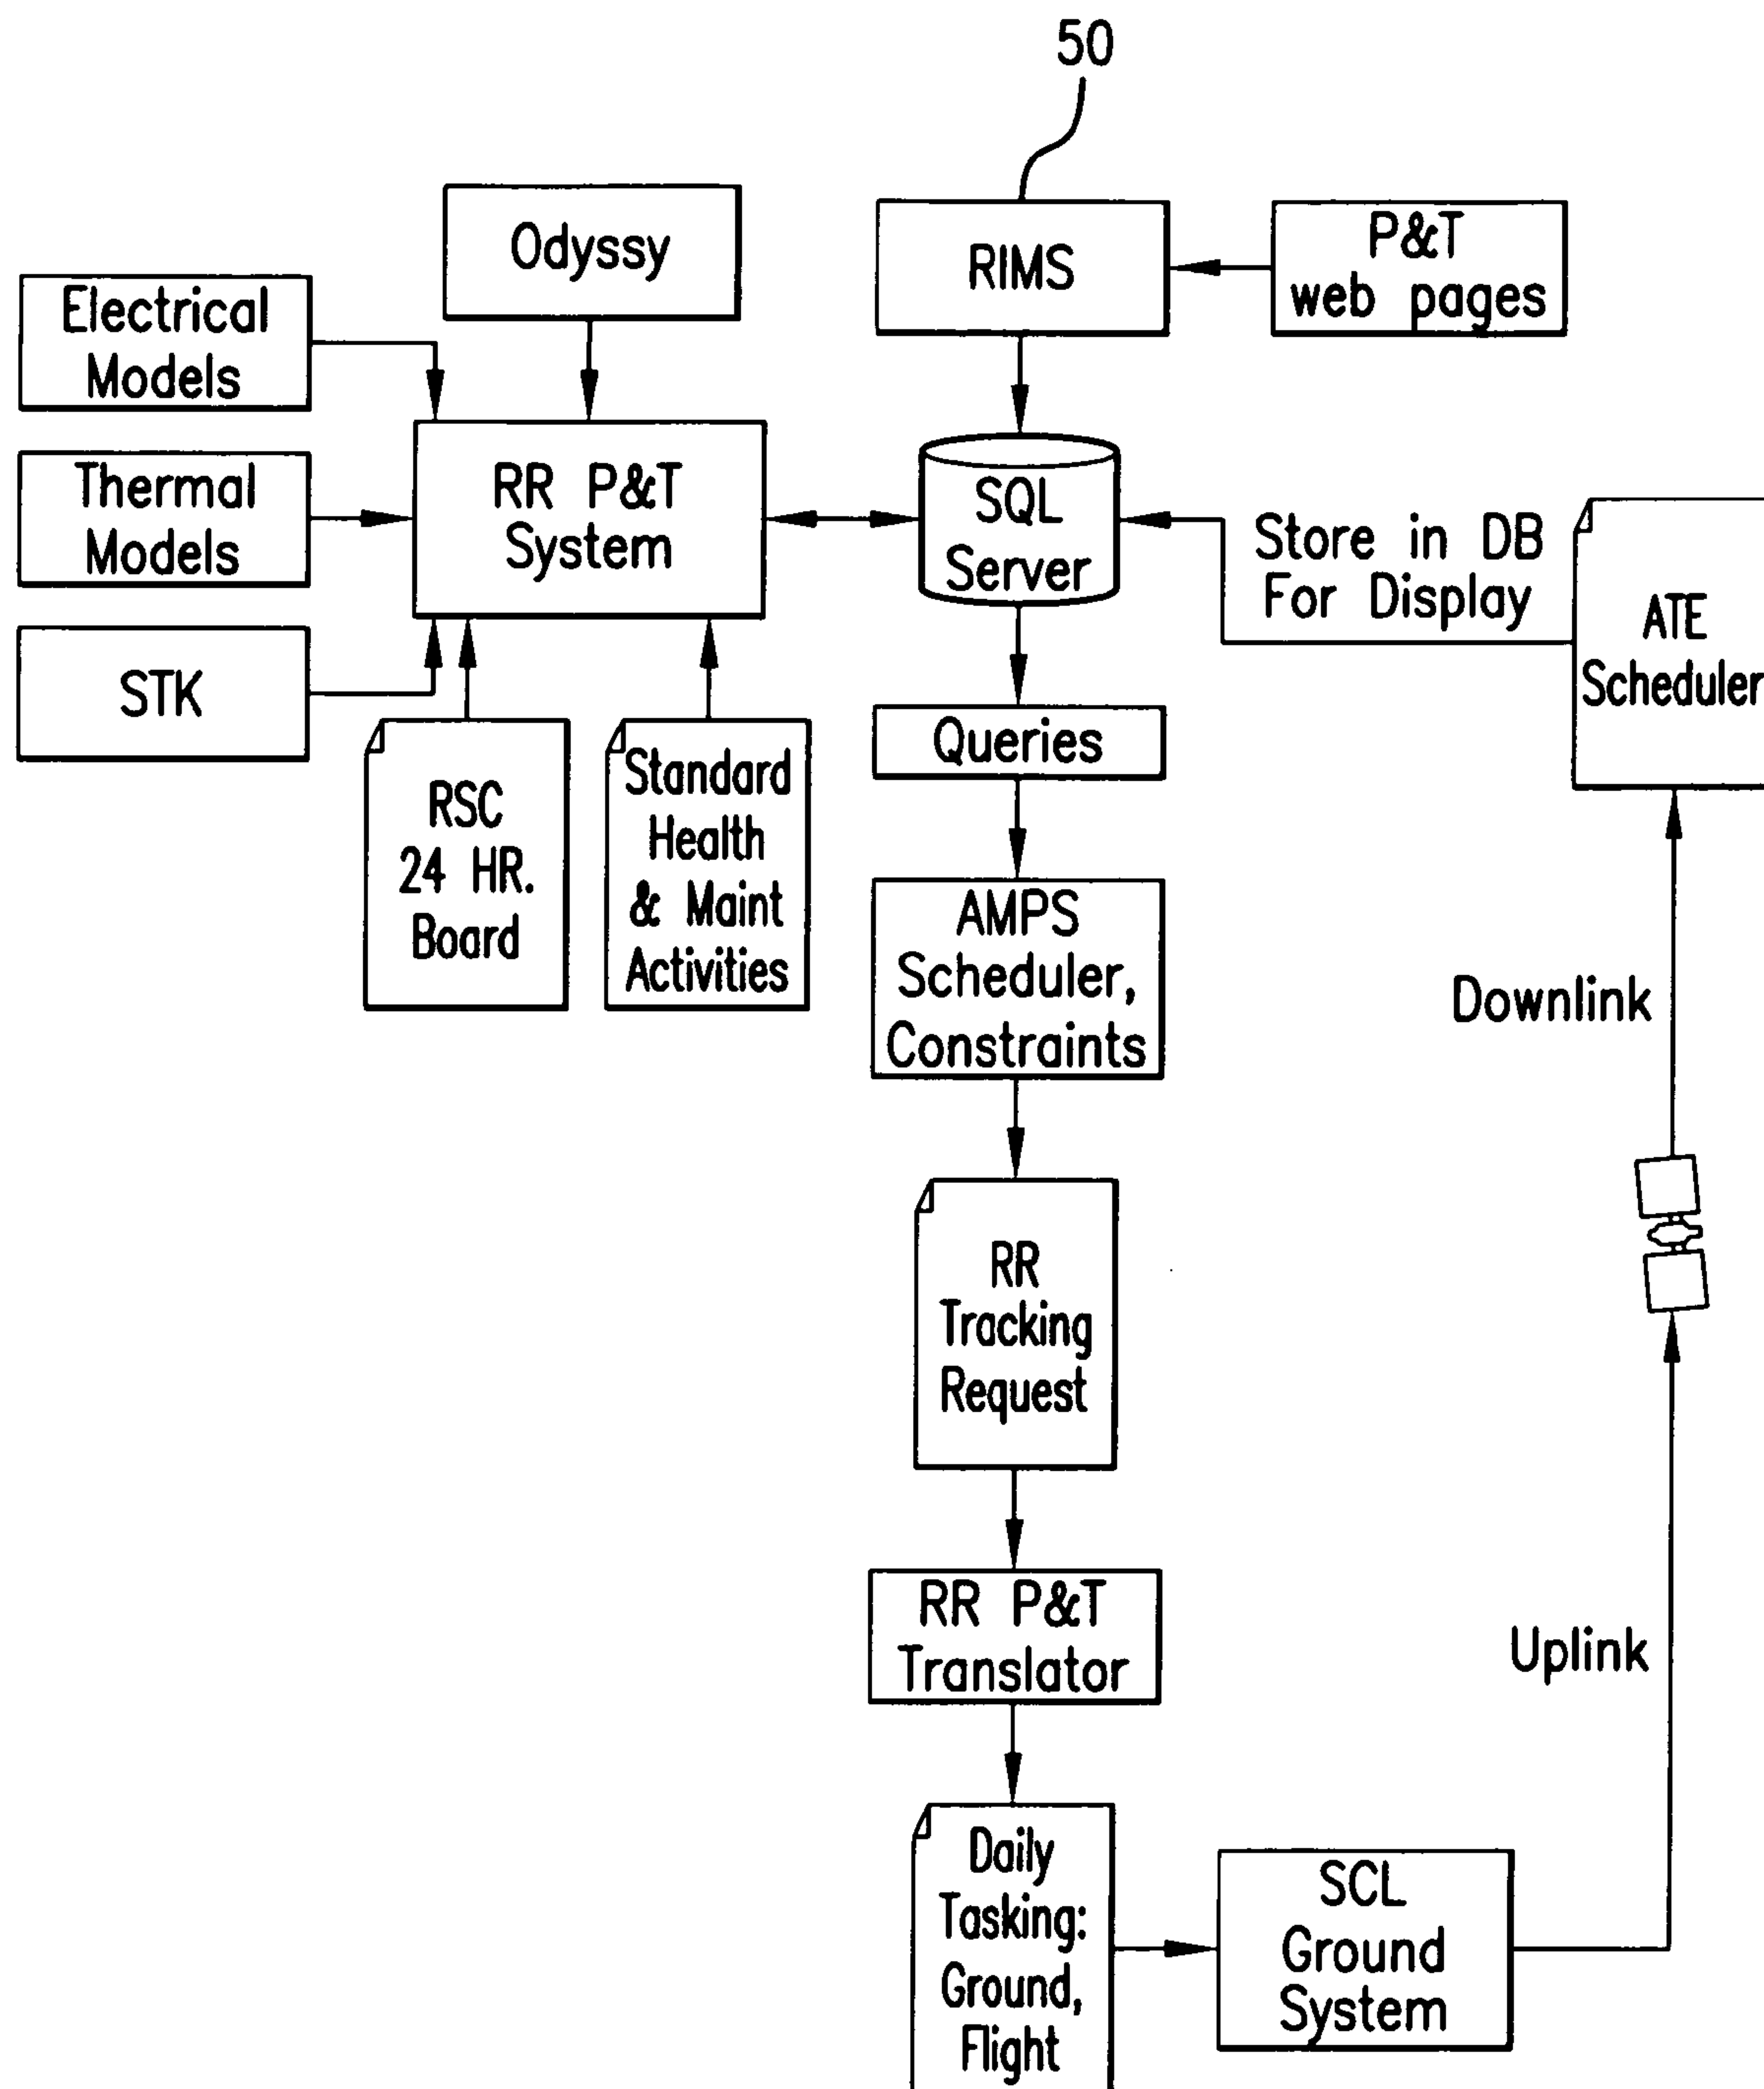 50
Odyssy
RIMS
P&T
web pages
Electrical
Models
Thermal
Models
STK
RR P&T
System
SQL
Server
Store in DB
For Display
ATE
Scheduler
RSC
24 HR.
Board
Standard
Health
& Maint
Activities
Queries
AMPS
Scheduler,
Constraints
Downlink
RR
Tracking
Request
RR P&T
Translator
Uplink
Daily
Tasking:
Ground,
Flight
SCL
Ground
System